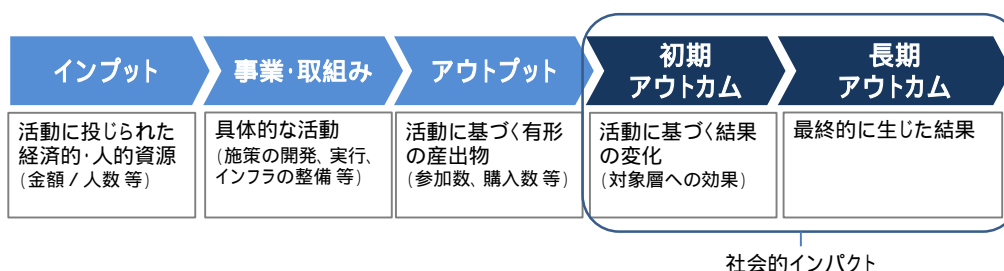 インプット
事業・取組み
アウトプット
初期
アウトカム
長期
アウトカム
活動に投じられた
経済的・人的資源
(金額 / 人数 等)
具体的な活動
(施策の開発、実行、
インフラの整備 等)
活動に基づく有形
の産出物
(参加数、購入数 等)
活動に基づく結果
の変化
(対象層への効果)
最終的に生じた結果
社会的インパクト